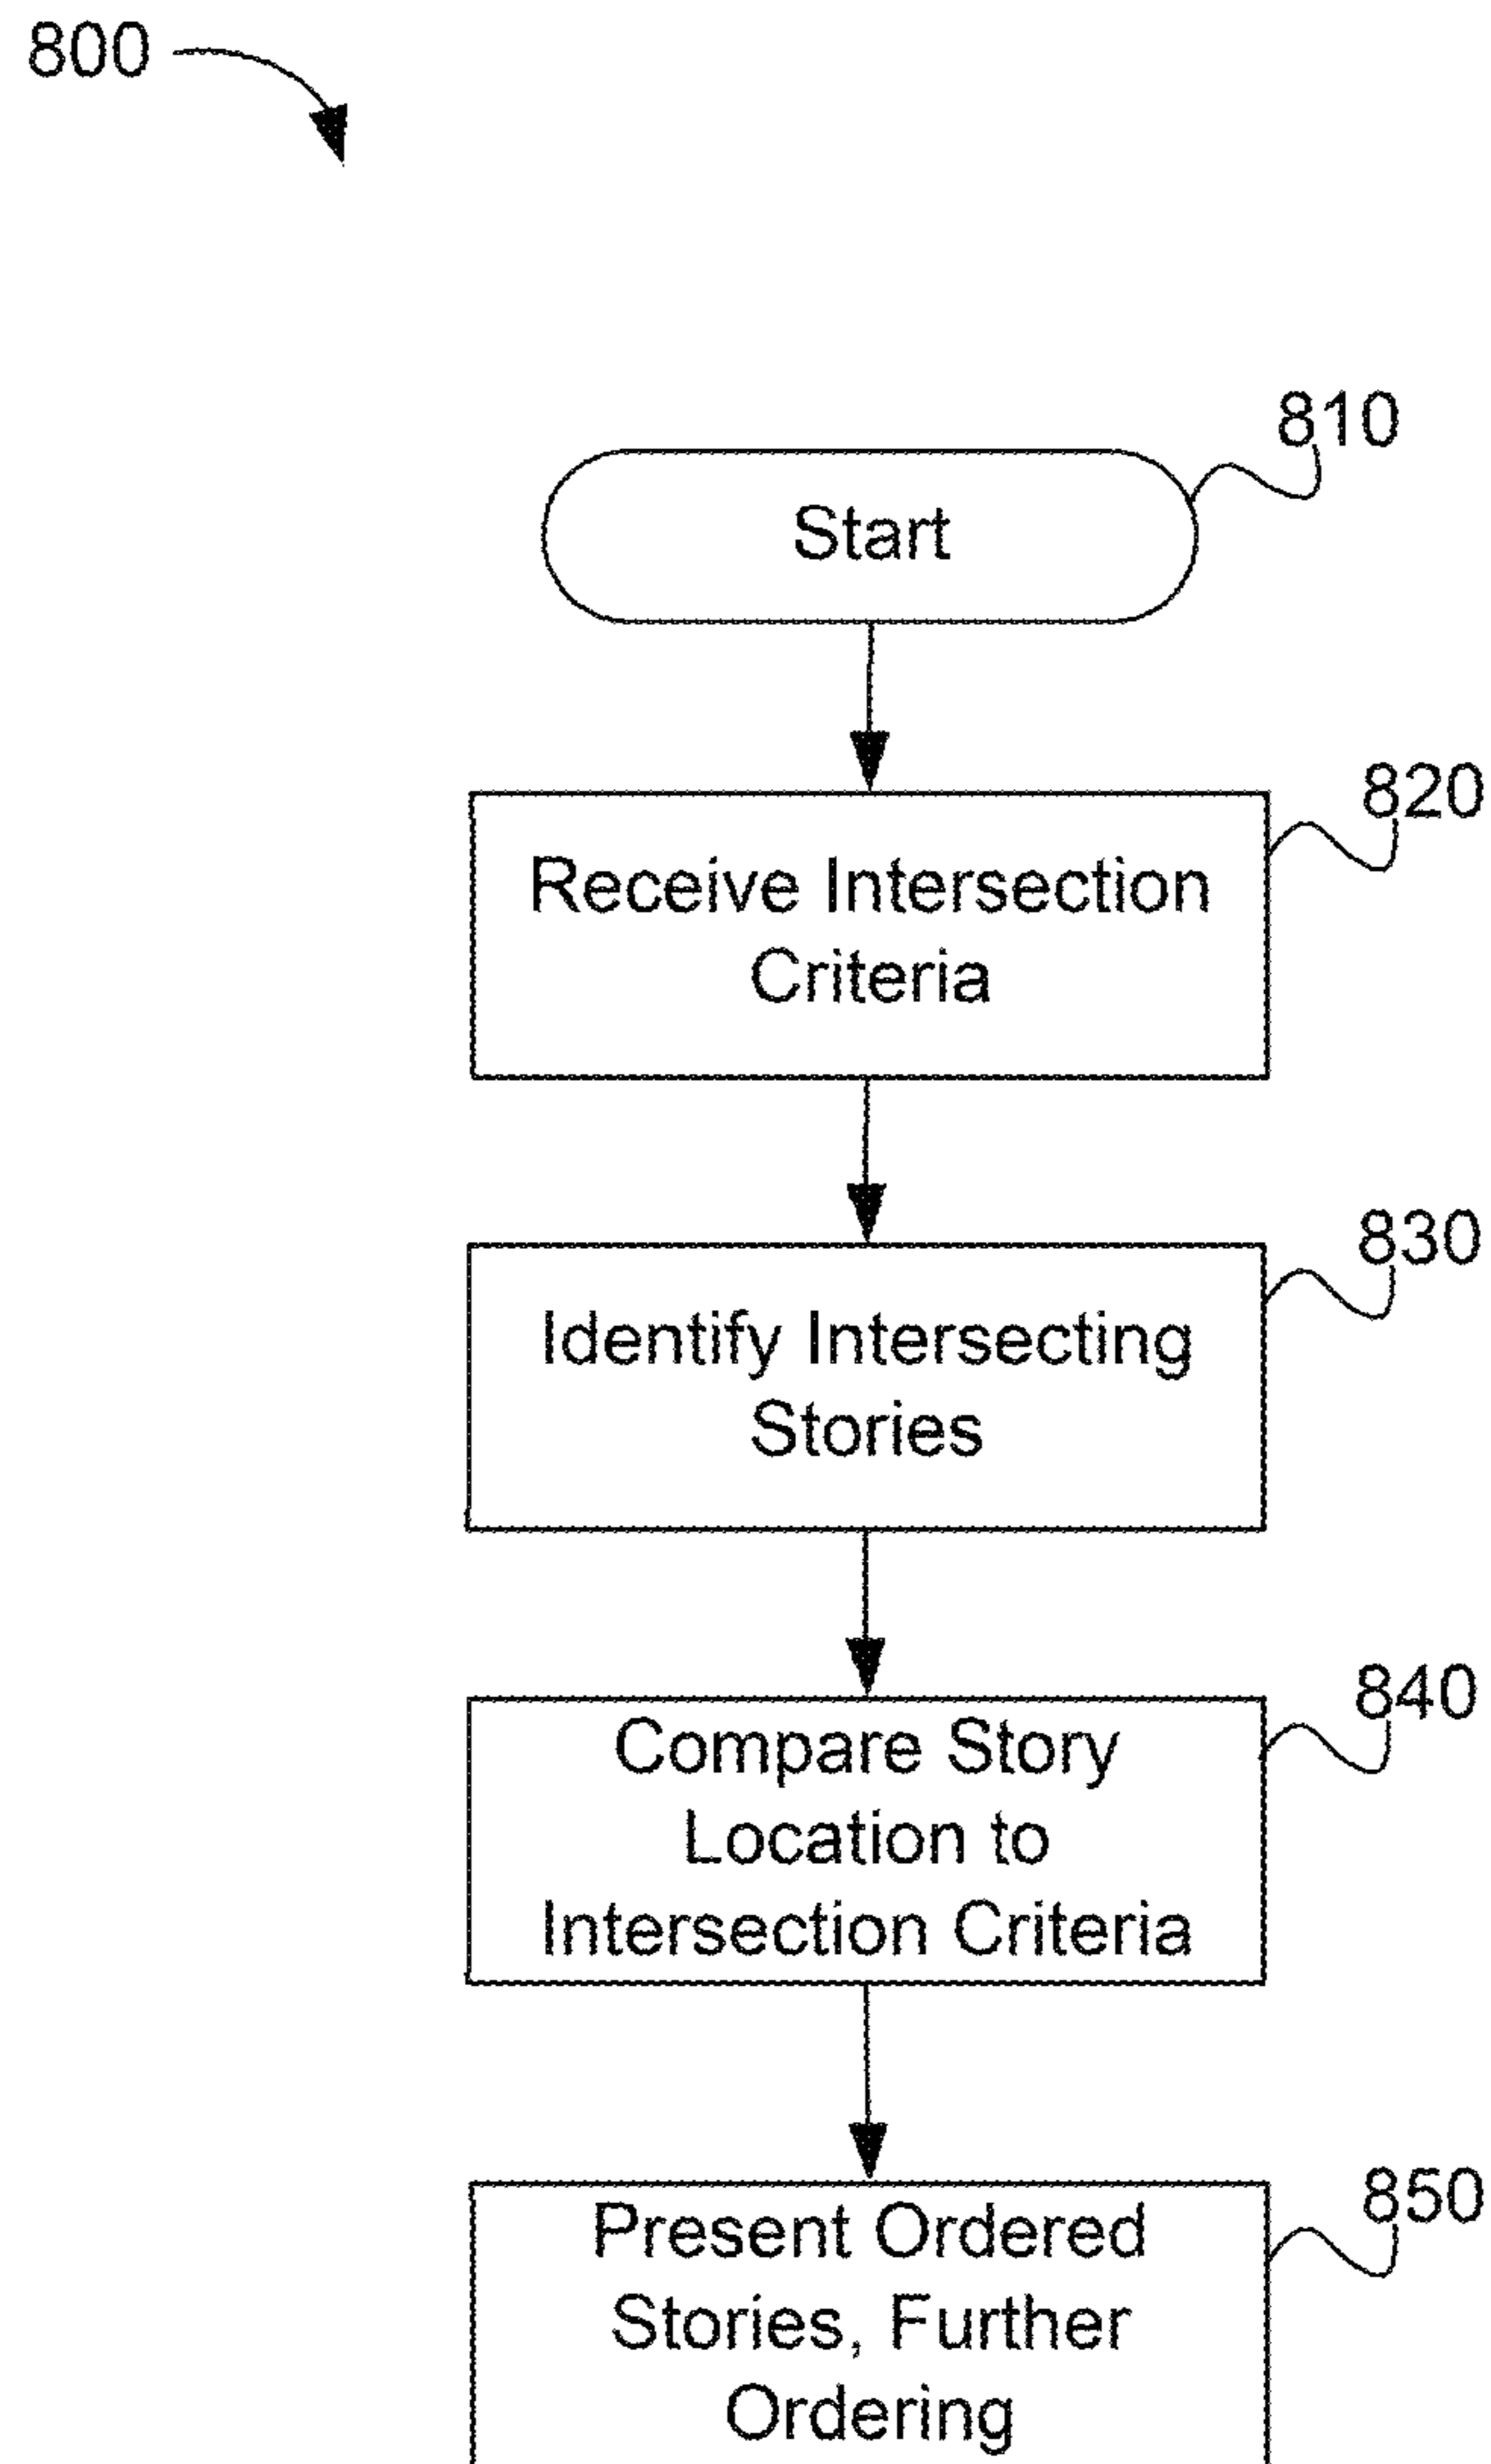 800
810
Start
820
Receive Intersection
Criteria
830
Identify Intersecting
Stories
840
Compare Story
Location to
Intersection Criteria
850
Present Ordered
Stories, Further
Ordering